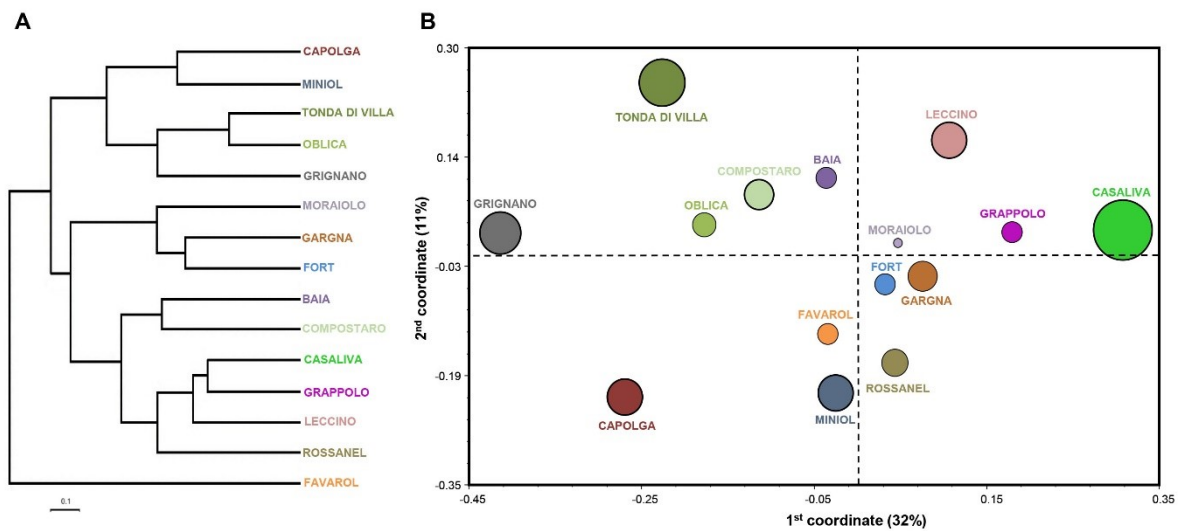 A
CAPOLGA
MINIOL
TONDA DI VILLA
OBLICA
GRIGNANO
MORAIOLO
GARGNA
FORT
BAIA
COMPOSTARO
CASALIVA
GRAPPOLO
LECCINO
ROSSANEL
FAVAROL
0.1
B
2nd coordinate (11%)
0.30
0.14
-0.03
-0.19
-0.35
TONDA DI VILLA
LECCINO
BAIA
COMPOSTARO
CASALIVA
GRIGNANO
OBLICA
GRAPPOLO
MORAIOLO
FORT
GARGNA
FAVAROL
ROSSANEL
CAPOLGA
MINIOL
-0.45
-0.25
-0.05
0.15
0.35
1st coordinate (32%)